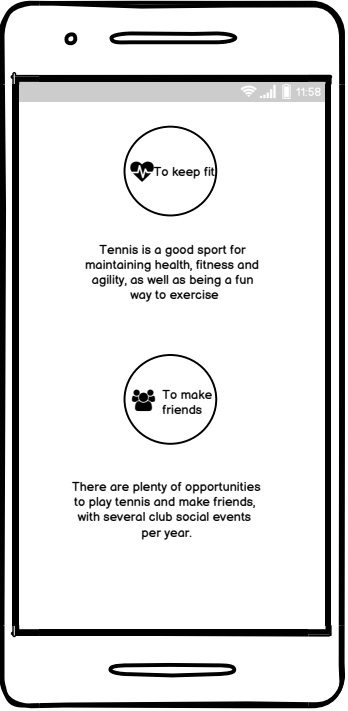 11:58
To keep fit
Tennis is a good sport for
maintaining health, fitness and
agility, as well as being a fun
way to exercise
To make
friends
There are plenty of opportunities
to play tennis and make friends,
with several club social events
per year.